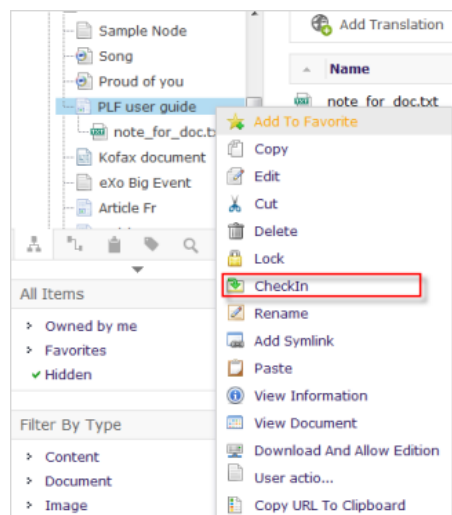 Sample Node
Song
Proud of you
PLF user guide
note_for_doc.t
Kofax document
eXo Big Event
Article Fr
All Items
Owned by me
Favorites
Hidden
Filter By Type
Content
Document
Image
Add Translation
Name
note_for_doc.txt
Add To Favorite
Copy
Edit
Cut
Delete
Lock
CheckIn
Rename
Add Symlink
Paste
View Information
View Document
Download And Allow Edition
User actio...
Copy URL To Clipboard